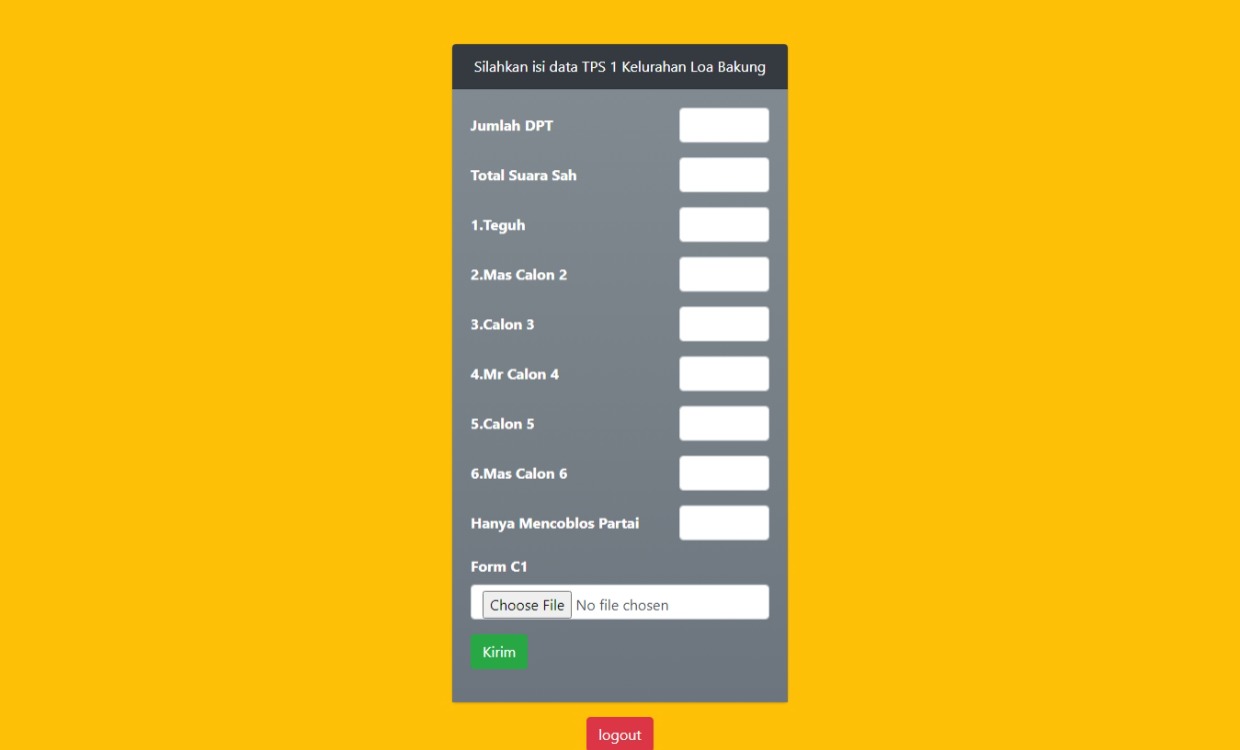 Silahkan isi data TPS 1 Kelurahan Loa Bakung
Jumlah DPT
Total Suara Sah
1.Teguh
2.Mas Calon 2
3.Calon 3
4.Mr Calon 4
5.Calon 5
6.Mas Calon 6
Hanya Mencoblos Partai
Form C1
Choose File No file chosen
Kirim
logout